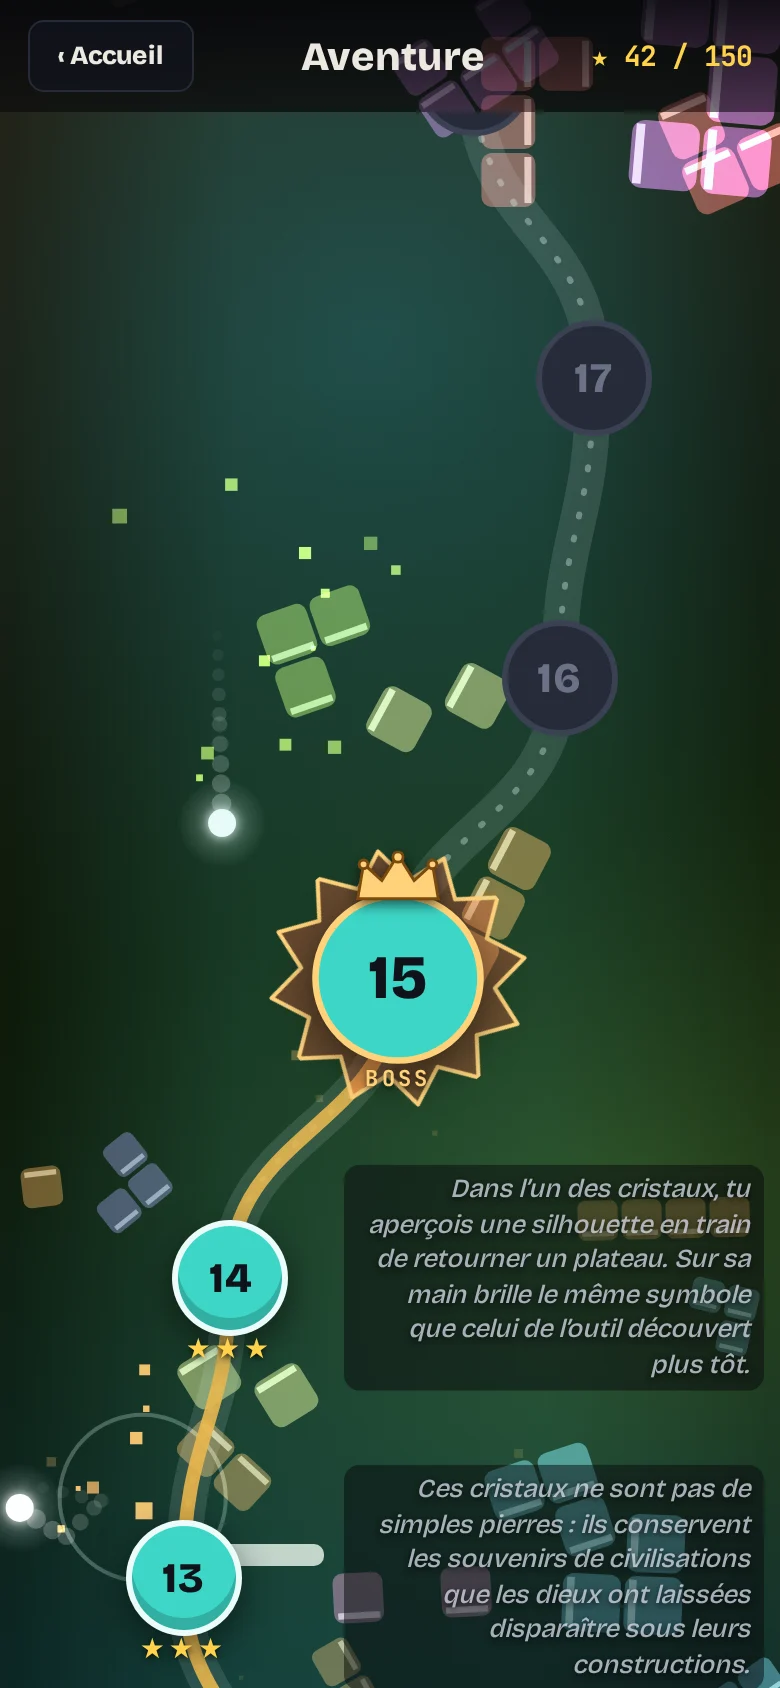 ‹ Accueil
Aventure
★ 42 / 150
17
16
15
BOSS
14
★★★
Dans l'un des cristaux, tu
aperçois une silhouette en train
de retourner un plateau. Sur sa
main brille le même symbole
que celui de l'outil découvert
plus tôt.
13
★★★
Ces cristaux ne sont pas de
simples pierres : ils conservent
les souvenirs de civilisations
que les dieux ont laissées
disparaître sous leurs
constructions.